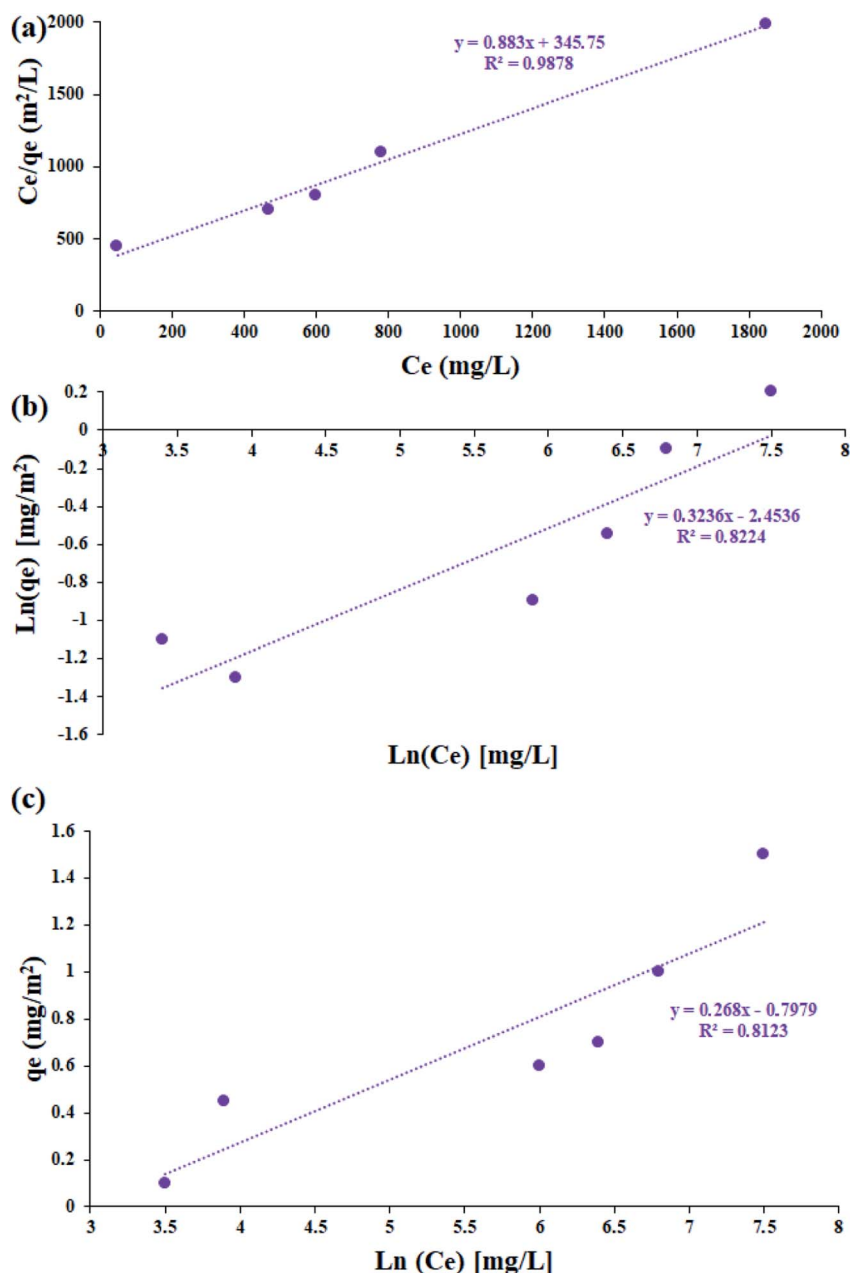 (a)
2000
1500
1000
500
0
Ce/qe (m²/L)
y = 0.883x + 345.75
R² = 0.9878
0 200 400 600 800 1000 1200 1400 1600 1800 2000
Ce (mg/L)
(b)
0.2
0
-0.2
-0.4
-0.6
-0.8
-1
-1.2
-1.4
-1.6
Ln(qe) [mg/m²]
3 3.5 4 4.5 5 5.5 6 6.5 7 7.5 8
y = 0.3236x - 2.4536
R² = 0.8224
Ln(Ce) [mg/L]
(c)
1.6
1.4
1.2
1
0.8
0.6
0.4
0.2
0
qe (mg/m²)
y = 0.268x - 0.7979
R² = 0.8123
3 3.5 4 4.5 5 5.5 6 6.5 7 7.5 8
Ln (Ce) [mg/L]